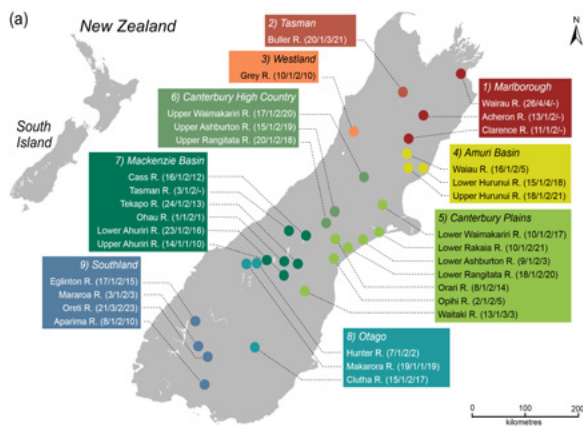 (a)
New Zealand
South
Island
2) Tasman
Buller R. (20/1/3/21)
3) Westland
Grey R. (10/1/2/10)
6) Canterbury High Country
Upper Waimakariri R. (17/1/2/20)
Upper Ashburton R. (15/1/2/19)
Upper Rangitata R. (20/1/2/18)
7) Mackenzie Basin
Cass R. (16/1/2/12)
Tasman R. (3/1/2/-)
Tekapo R. (24/1/2/13)
Ohau R. (1/1/2/1)
Lower Ahuriri R. (23/1/2/16)
Upper Ahuriri R. (14/1/1/10)
9) Southland
Eglinton R. (17/1/2/15)
Mararoa R. (3/1/2/3)
Oreti R. (21/3/2/23)
Aparima R. (8/1/2/10)
N
1) Marlborough
Wairau R. (26/4/4/-)
Acheron R. (13/1/2/-)
Clarence R. (11/1/2/-)
4) Amuri Basin
Waiau R. (16/1/2/5)
Lower Hurunui R. (15/1/2/18)
Upper Hurunui R. (18/1/2/21)
5) Canterbury Plains
Lower Waimakariri R. (10/1/2/17)
Lower Rakaia R. (10/1/2/21)
Lower Ashburton R. (9/1/2/3)
Lower Rangitata R. (18/1/2/20)
Orari R. (8/1/2/14)
Opihi R. (2/1/2/5)
Waitaki R. (13/1/3/3)
8) Otago
Hunter R. (7/1/2/2)
Makarora R. (19/1/1/19)
Clutha R. (15/1/2/17)
0 100 200
kilometres